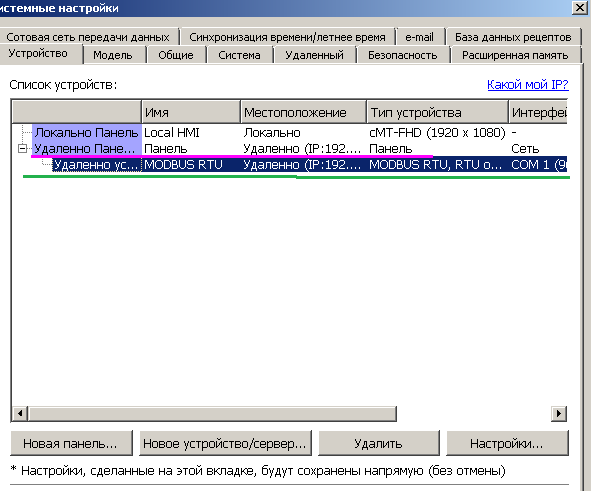 истемные настройки
Сотовая сеть передачи данных Синхронизация времени/летнее время e-mail База данных рецептов
Устройство Модель Общие Система Удаленный Безопасность Расширенная память
Список устройств: Какой мой IP?
Имя Местоположение Тип устройства Интерфей
Локально Панель Local HMI Локально cMT-FHD (1920 x 1080) -
Удаленно Пане... Панель Удаленно (IP:192.... Панель Сеть
Удаленно ус... MODBUS RTU Удаленно (IP:192.... MODBUS RTU, RTU o... COM 1 (96
Новая панель... Новое устройство/сервер... Удалить Настройки...
* Настройки, сделанные на этой вкладке, будут сохранены напрямую (без отмены)